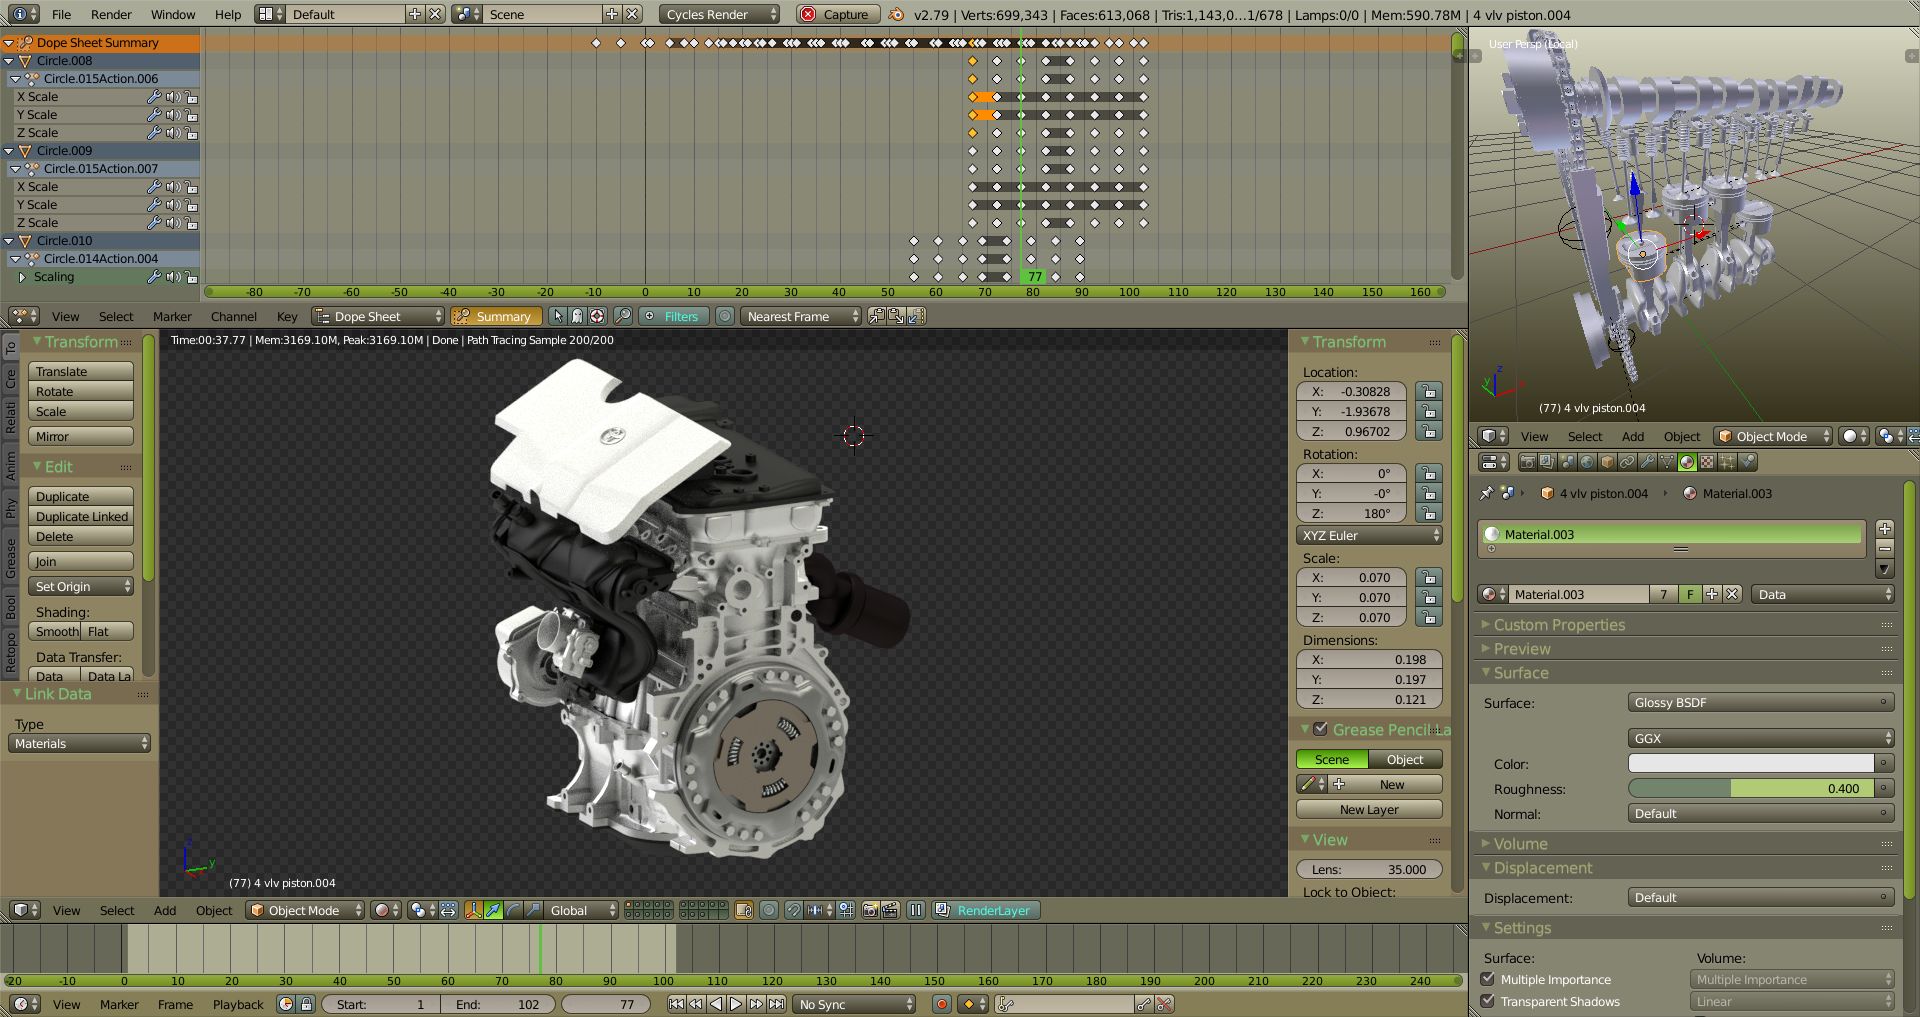 File Render Window Help Default Scene Cycles Render Capture v2.79 | Verts:699,343 | Faces:613,068 | Tris:1,143,0...1/678 | Lamps:0/0 | Mem:590.78M | 4 vlv piston.004
Dope Sheet Summary
Circle.008
Circle.015Action.006
X Scale
Y Scale
Z Scale
Circle.009
Circle.015Action.007
X Scale
Y Scale
Z Scale
Circle.010
Circle.014Action.004
Scaling
77
-80 -70 -60 -50 -40 -30 -20 -10 0 10 20 30 40 50 60 70 80 90 100 110 120 130 140 150 160
View Select Marker Channel Key Dope Sheet Summary Filters Nearest Frame
User Persp (Local)
(77) 4 vlv piston.004
View Select Add Object Object Mode
To
Cre
Relati
Anim
Phy
Grease
Bool
Retopo
Transform
Translate
Rotate
Scale
Mirror
Edit
Duplicate
Duplicate Linked
Delete
Join
Set Origin
Shading:
Smooth Flat
Data Transfer:
Data Data La
Link Data
Type
Materials
Time:00:37.77 | Mem:3169.10M, Peak:3169.10M | Done | Path Tracing Sample 200/200
z
y
(77) 4 vlv piston.004
Transform
Location:
X: -0.30828
Y: -1.93678
Z: 0.96702
Rotation:
X: 0°
Y: -0°
Z: 180°
XYZ Euler
Scale:
X: 0.070
Y: 0.070
Z: 0.070
Dimensions:
X: 0.198
Y: 0.197
Z: 0.121
Grease Pencil La
Scene Object
New
New Layer
View
Lens: 35.000
Lock to Object:
4 vlv piston.004 Material.003
Material.003
Material.003 7 F Data
Custom Properties
Preview
Surface
Surface: Glossy BSDF
GGX
Color:
Roughness: 0.400
Normal: Default
Volume
Displacement
Displacement: Default
Settings
Surface: Volume:
Multiple Importance Multiple Importance
Transparent Shadows Linear
View Select Add Object Object Mode Global RenderLayer
-20 -10 0 10 20 30 40 50 60 70 80 90 100 110 120 130 140 150 160 170 180 190 200 210 220 230 240
View Marker Frame Playback Start: 1 End: 102 77 No Sync